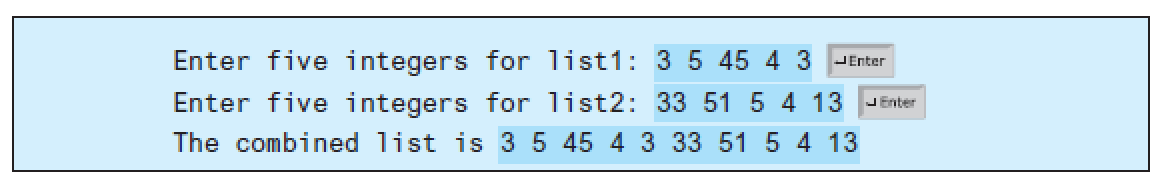 Enter five integers for list1: 3 5 45 4 3 ↵Enter
Enter five integers for list2: 33 51 5 4 13 ↵Enter
The combined list is 3 5 45 4 3 33 51 5 4 13